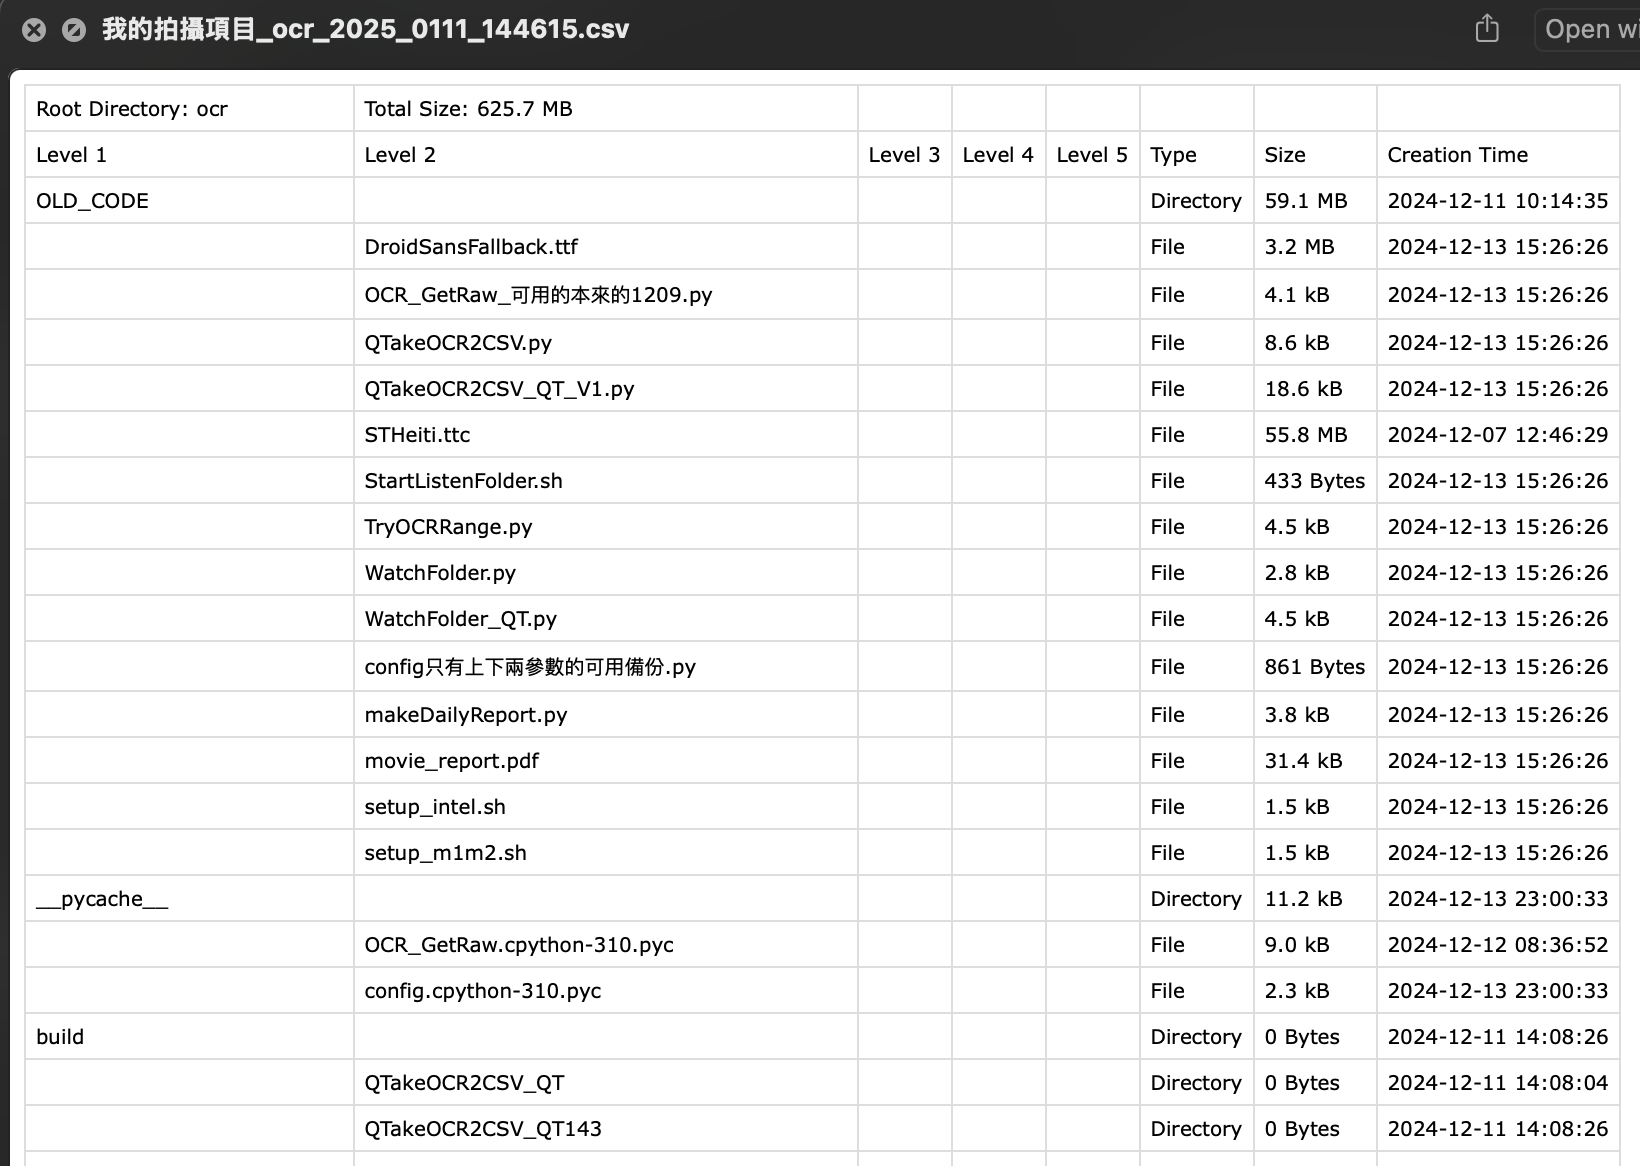 我的拍攝項目_ocr_2025_0111_144615.csv Open wi
Root Directory: ocr Total Size: 625.7 MB
Level 1 Level 2 Level 3 Level 4 Level 5 Type Size Creation Time
OLD_CODE Directory 59.1 MB 2024-12-11 10:14:35
DroidSansFallback.ttf File 3.2 MB 2024-12-13 15:26:26
OCR_GetRaw_可用的本來的1209.py File 4.1 kB 2024-12-13 15:26:26
QTakeOCR2CSV.py File 8.6 kB 2024-12-13 15:26:26
QTakeOCR2CSV_QT_V1.py File 18.6 kB 2024-12-13 15:26:26
STHeiti.ttc File 55.8 MB 2024-12-07 12:46:29
StartListenFolder.sh File 433 Bytes 2024-12-13 15:26:26
TryOCRRange.py File 4.5 kB 2024-12-13 15:26:26
WatchFolder.py File 2.8 kB 2024-12-13 15:26:26
WatchFolder_QT.py File 4.5 kB 2024-12-13 15:26:26
config只有上下兩參數的可用備份.py File 861 Bytes 2024-12-13 15:26:26
makeDailyReport.py File 3.8 kB 2024-12-13 15:26:26
movie_report.pdf File 31.4 kB 2024-12-13 15:26:26
setup_intel.sh File 1.5 kB 2024-12-13 15:26:26
setup_m1m2.sh File 1.5 kB 2024-12-13 15:26:26
__pycache__ Directory 11.2 kB 2024-12-13 23:00:33
OCR_GetRaw.cpython-310.pyc File 9.0 kB 2024-12-12 08:36:52
config.cpython-310.pyc File 2.3 kB 2024-12-13 23:00:33
build Directory 0 Bytes 2024-12-11 14:08:26
QTakeOCR2CSV_QT Directory 0 Bytes 2024-12-11 14:08:04
QTakeOCR2CSV_QT143 Directory 0 Bytes 2024-12-11 14:08:26